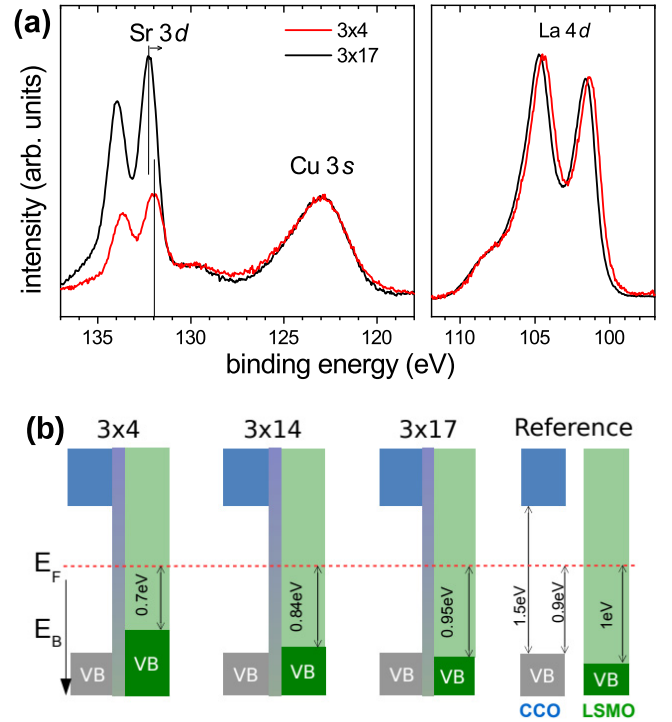 (a)
Sr 3d
3x4
3x17
Cu 3s
La 4d
intensity (arb. units)
135 130 125 120 110 105 100
binding energy (eV)
(b)
3x4 3x14 3x17 Reference
E_F
E_B
0.7eV
0.84eV
0.95eV
1.5eV
0.9eV
1eV
VB VB VB VB VB VB VB VB
CCO LSMO